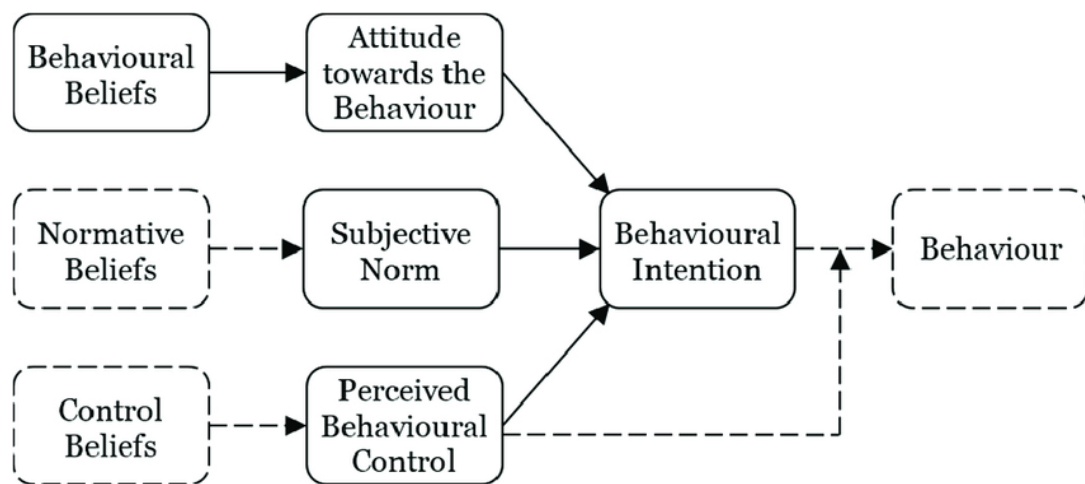 Behavioural
Beliefs
Attitude
towards the
Behaviour
Normative
Beliefs
Subjective
Norm
Behavioural
Intention
Behaviour
Control
Beliefs
Perceived
Behavioural
Control